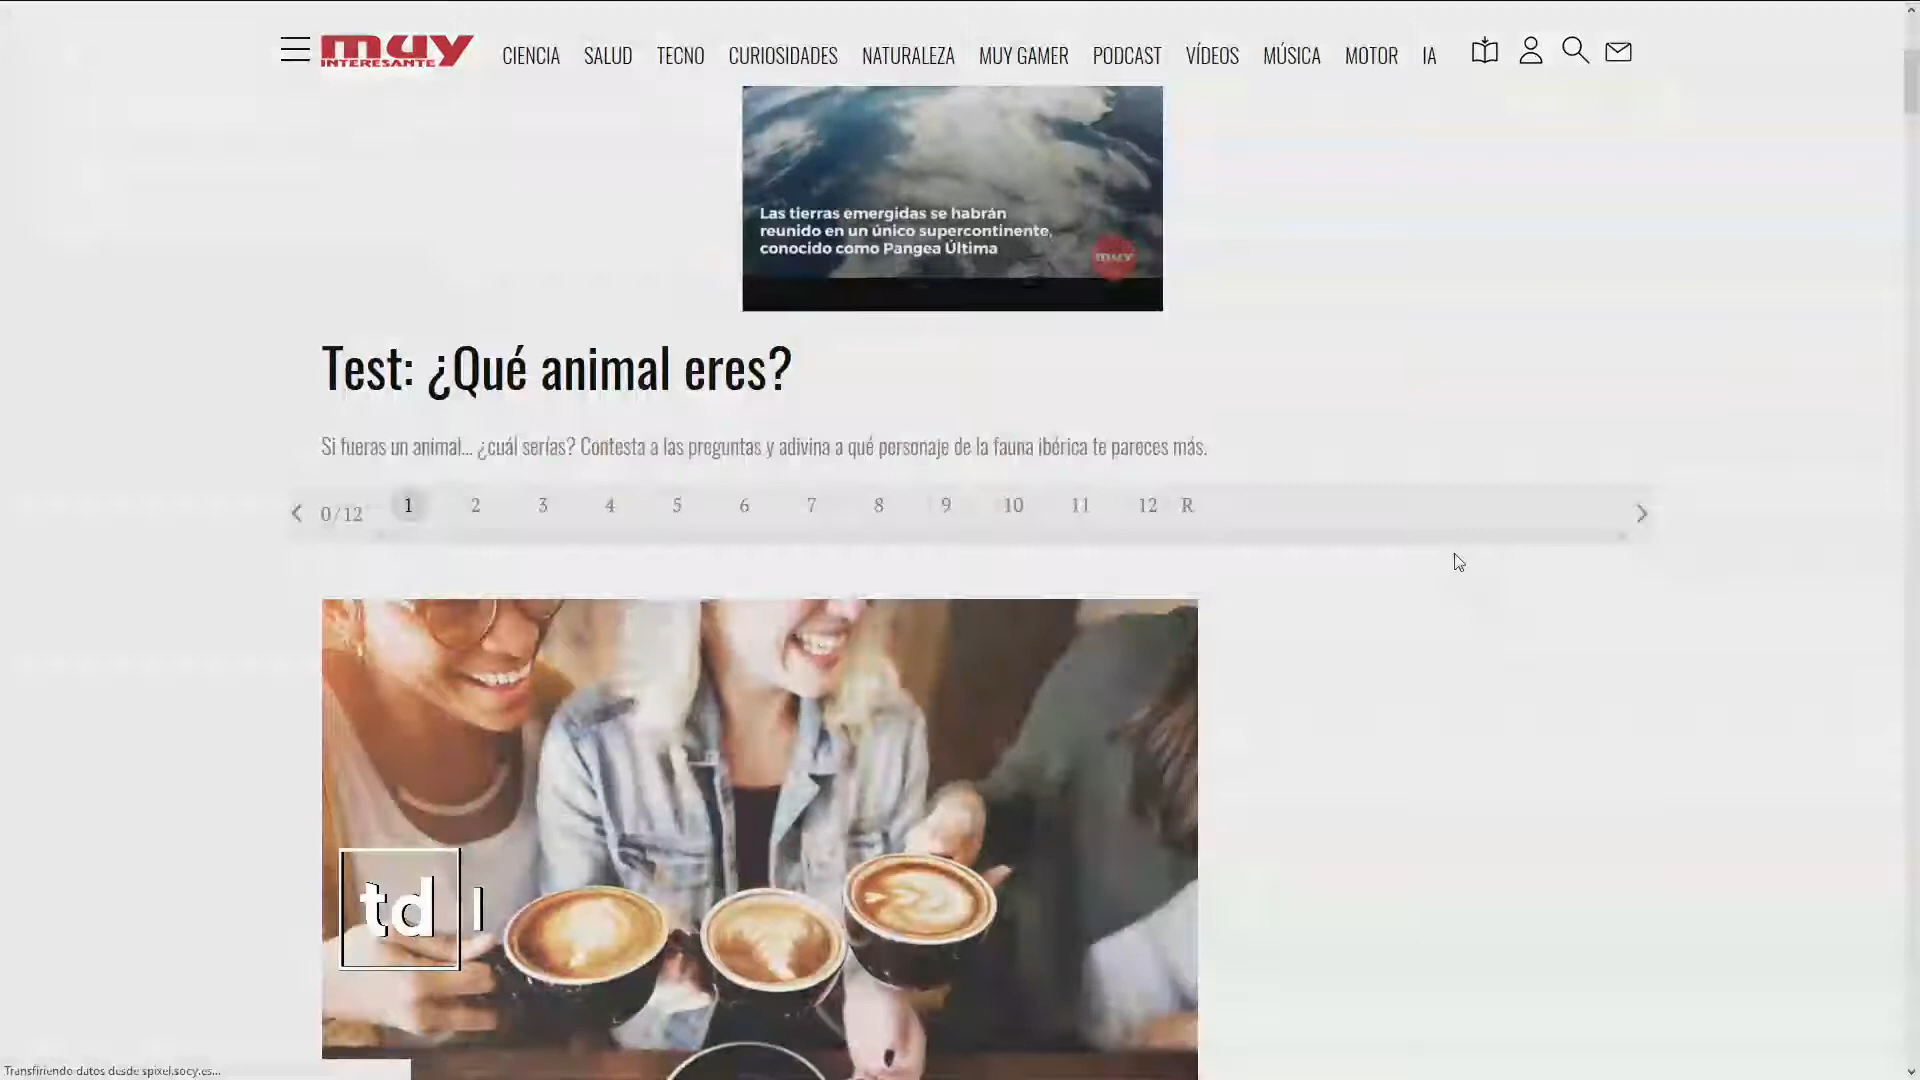 muy
INTERESANTE
CIENCIA SALUD TECNO CURIOSIDADES NATURALEZA MUY GAMER PODCAST VÍDEOS MÚSICA MOTOR IA
Las tierras emergidas se habrán
reunido en un único supercontinente,
conocido como Pangea Última
muy
Test: ¿Qué animal eres?
Si fueras un animal... ¿cuál serías? Contesta a las preguntas y adivina a qué personaje de la fauna ibérica te pareces más.
0/12 1 2 3 4 5 6 7 8 9 10 11 12 R
td
Transfiriendo datos desde spixel.socy.es...